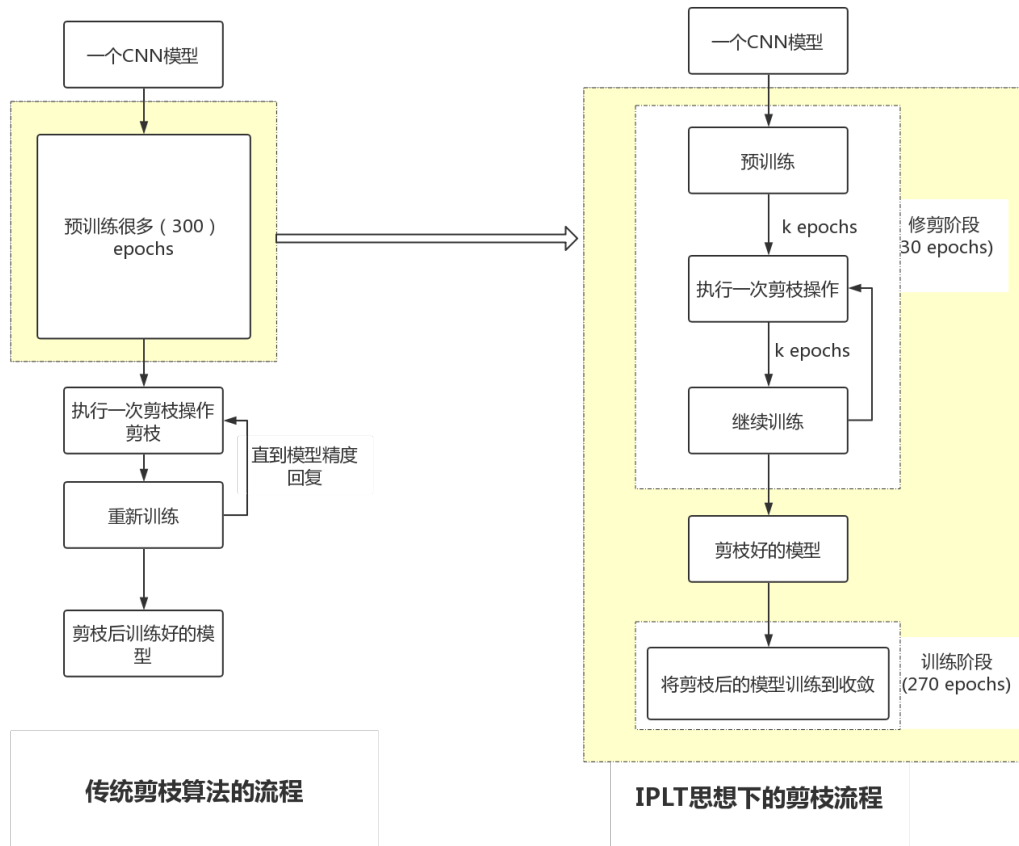 一个CNN模型
预训练很多（300）
epochs
执行一次剪枝操作
剪枝
直到模型精度
回复
重新训练
剪枝后训练好的模
型
传统剪枝算法的流程
一个CNN模型
预训练
k epochs
修剪阶段
30 epochs)
执行一次剪枝操作
k epochs
继续训练
剪枝好的模型
训练阶段
(270 epochs)
将剪枝后的模型训练到收敛
IPLT思想下的剪枝流程